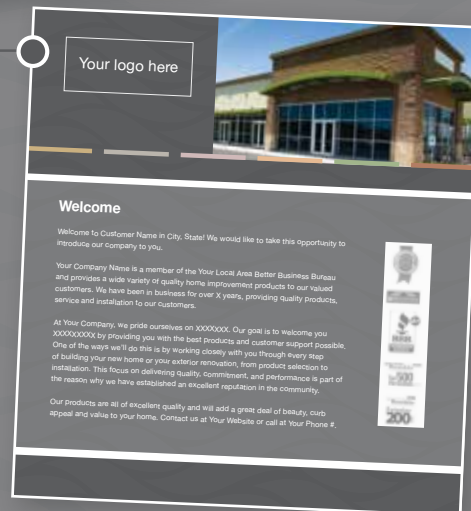 Your logo here
Welcome
Welcome to Customer Name in City, State! We would like to take this opportunity to
introduce our company to you.
Your Company Name is a member of the Your Local Area Better Business Bureau
and provides a wide variety of quality home improvement products to our valued
customers. We have been in business for over X years, providing quality products,
service and installation to our customers.
At Your Company, we pride ourselves on XXXXXXX. Our goal is to welcome you
XXXXXXXXX by providing you with the best products and customer support possible,
One of the ways we'll do this is by working closely with you through every step
of building your new home or your exterior renovation, from product selection to
installation. This focus on delivering quality, commitment, and performance is part of
the reason why we have established an excellent reputation in the community.
Our products are all of excellent quality and will add a great deal of beauty, curb
appeal and value to your home. Contact us at Your Website or call at Your Phone #.
500
200